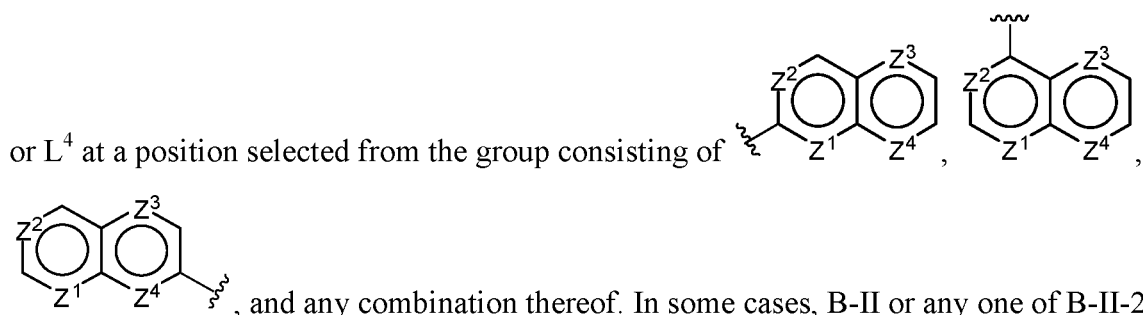 or L⁴ at a position selected from the group consisting of Z² Z³ Z¹ Z⁴ , Z² Z³ Z¹ Z⁴ ,
Z² Z³ Z¹ Z⁴ , and any combination thereof. In some cases, B-II or any one of B-II-2